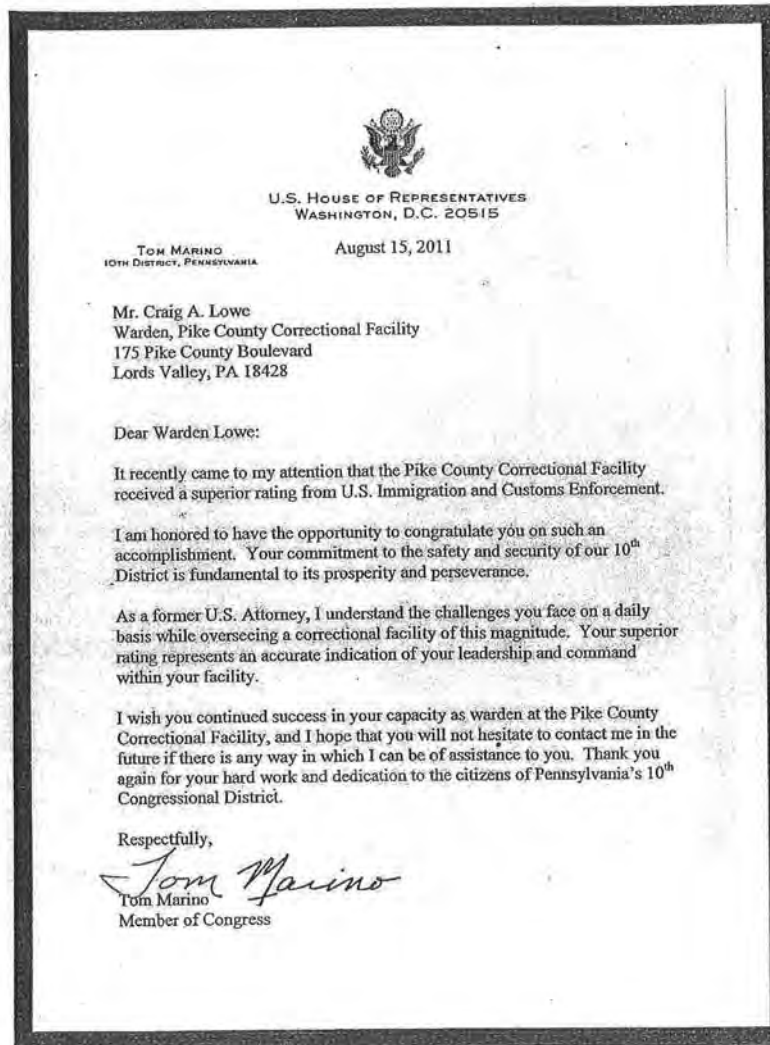 U.S. HOUSE OF REPRESENTATIVES
WASHINGTON, D.C. 20515
TOM MARINO
10TH DISTRICT, PENNSYLVANIA
August 15, 2011
Mr. Craig A. Lowe
Warden, Pike County Correctional Facility
175 Pike County Boulevard
Lords Valley, PA 18428
Dear Warden Lowe:
It recently came to my attention that the Pike County Correctional Facility
received a superior rating from U.S. Immigration and Customs Enforcement.
I am honored to have the opportunity to congratulate you on such an
accomplishment. Your commitment to the safety and security of our 10th
District is fundamental to its prosperity and perseverance.
As a former U.S. Attorney, I understand the challenges you face on a daily
basis while overseeing a correctional facility of this magnitude. Your superior
rating represents an accurate indication of your leadership and command
within your facility.
I wish you continued success in your capacity as warden at the Pike County
Correctional Facility, and I hope that you will not hesitate to contact me in the
future if there is any way in which I can be of assistance to you. Thank you
again for your hard work and dedication to the citizens of Pennsylvania's 10th
Congressional District.
Respectfully,
Tom Marino
Tom Marino
Member of Congress